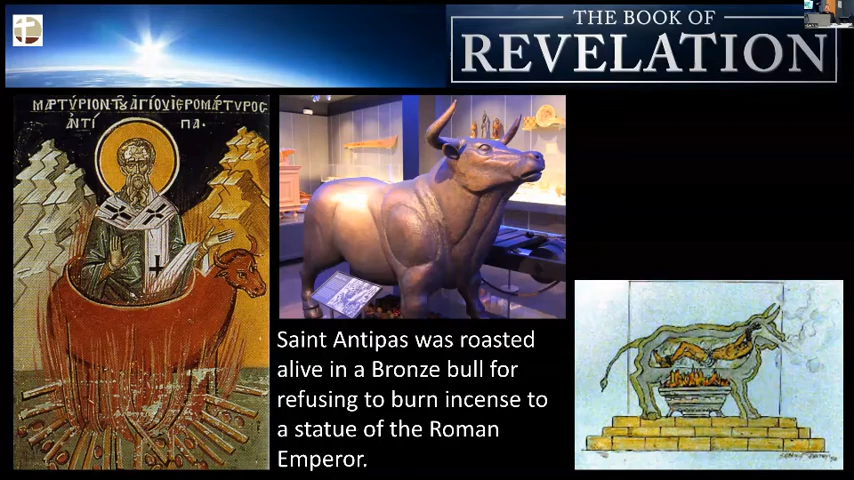 THE BOOK OF
REVELATION
ΜΑΡΤΥΡΙΟΝ ΤȢ ΑΓΙΟΥ ΙΕΡΟΜΑΡΤΥΡΟΣ
ΑΝΤΙ ΠΑ.
Saint Antipas was roasted
alive in a Bronze bull for
refusing to burn incense to
a statue of the Roman
Emperor.